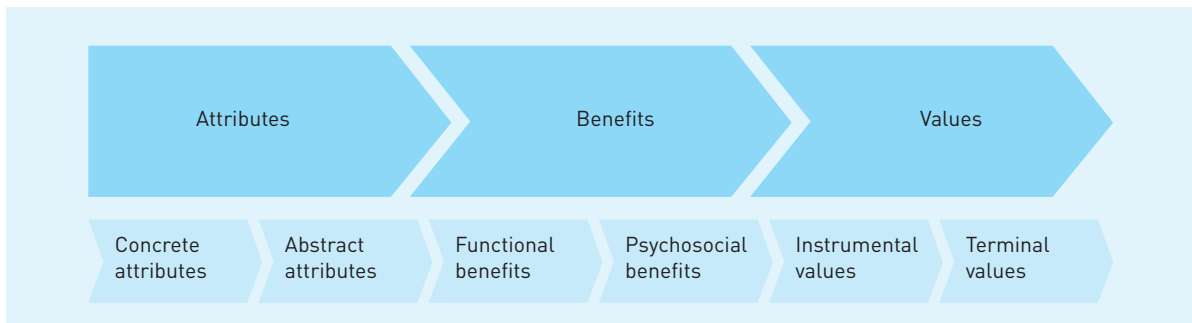 Attributes
Benefits
Values
Concrete
attributes
Abstract
attributes
Functional
benefits
Psychosocial
benefits
Instrumental
values
Terminal
values